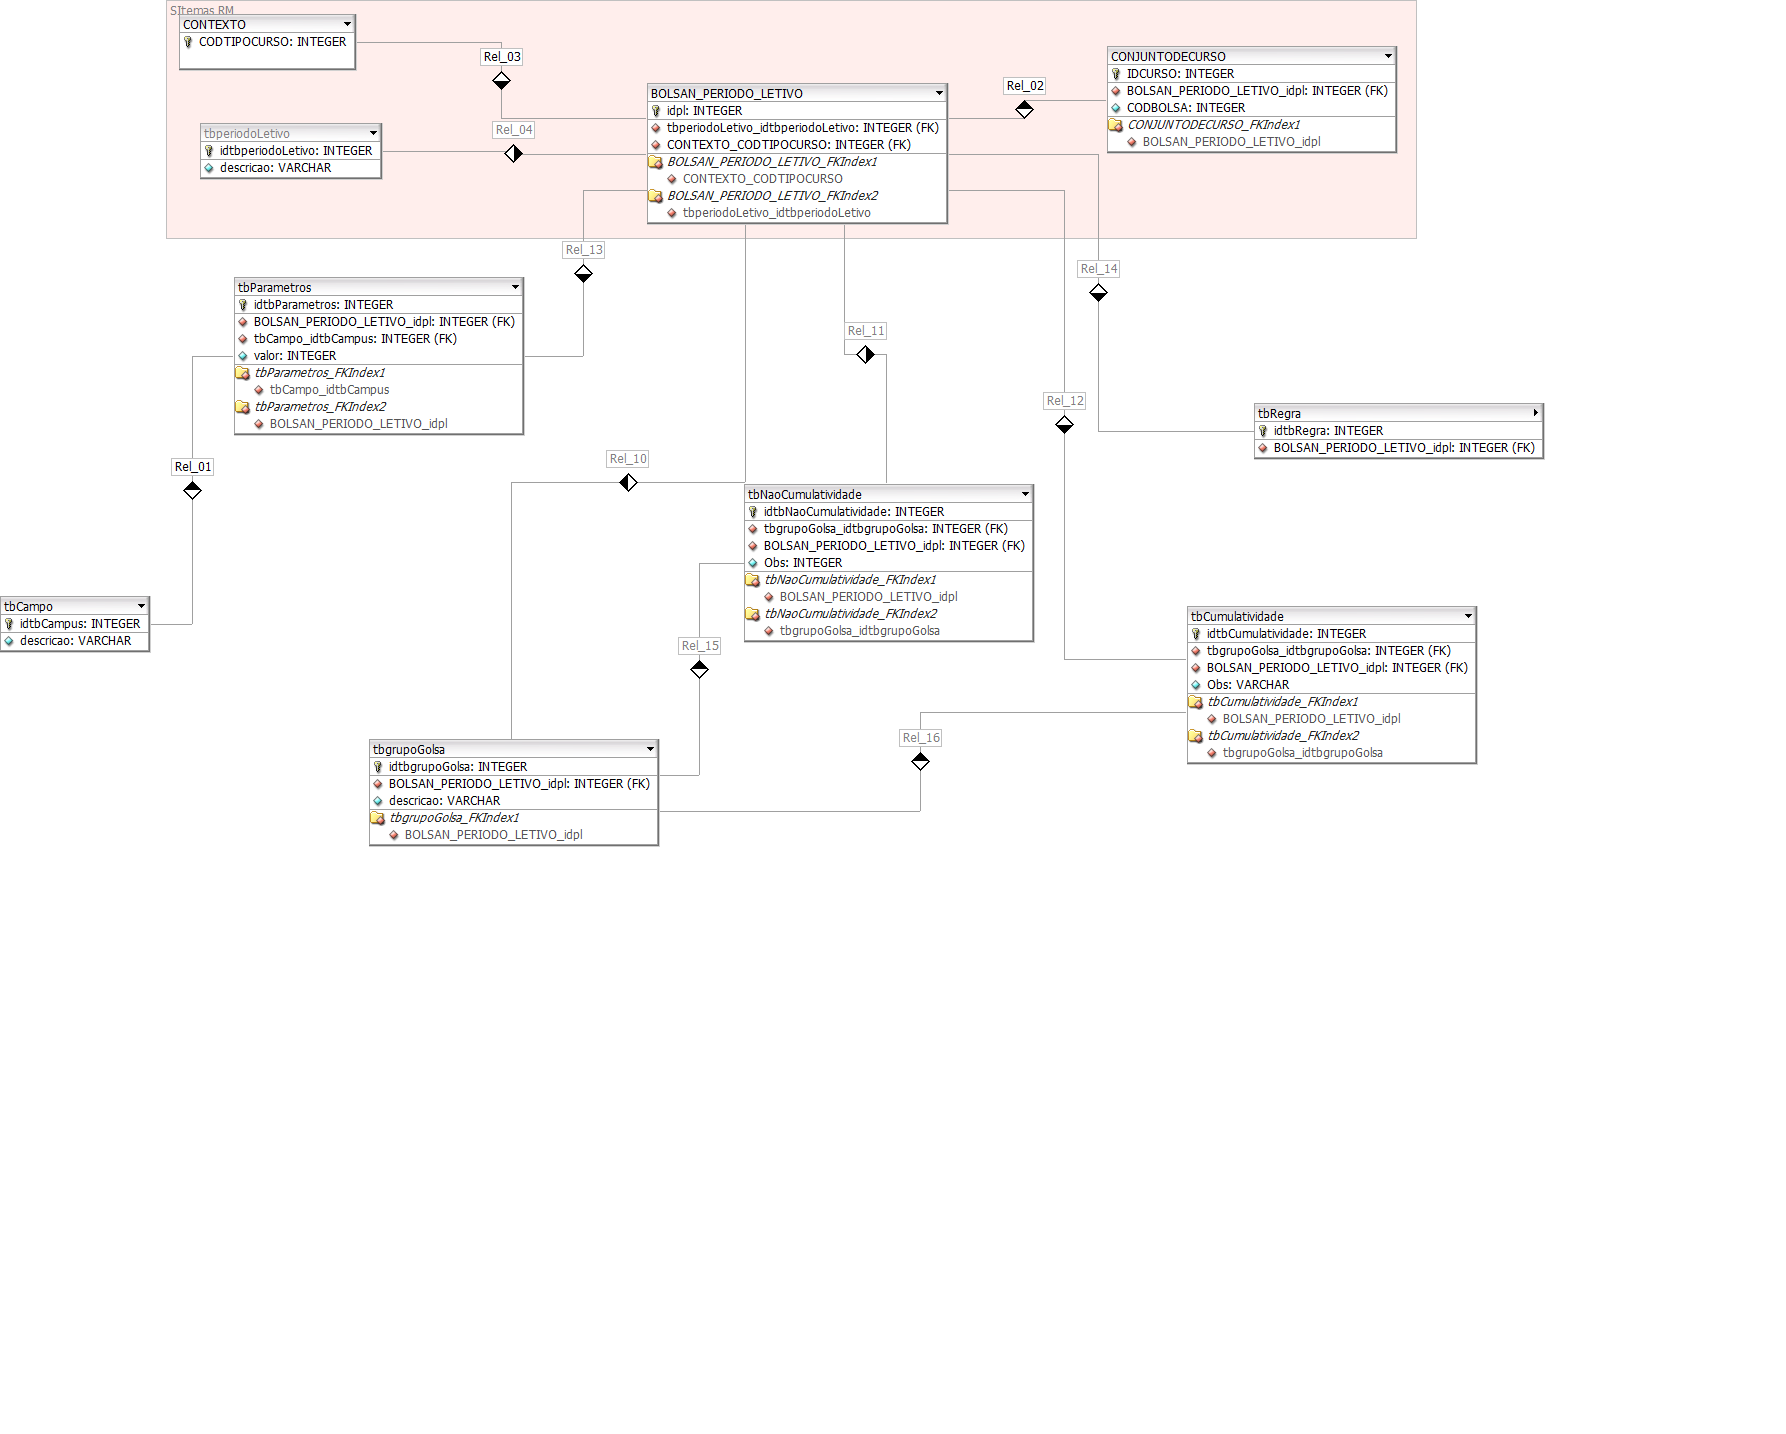 SItemas RM
CONTEXTO
CODTIPOCURSO: INTEGER
Rel_03
CONJUNTODECURSO
IDCURSO: INTEGER
BOLSAN_PERIODO_LETIVO_idpl: INTEGER (FK)
CODBOLSA: INTEGER
CONJUNTODECURSO_FKIndex1
BOLSAN_PERIODO_LETIVO_idpl
Rel_02
BOLSAN_PERIODO_LETIVO
idpl: INTEGER
tbperiodoLetivo_idtbperiodoLetivo: INTEGER (FK)
CONTEXTO_CODTIPOCURSO: INTEGER (FK)
BOLSAN_PERIODO_LETIVO_FKIndex1
CONTEXTO_CODTIPOCURSO
BOLSAN_PERIODO_LETIVO_FKIndex2
tbperiodoLetivo_idtbperiodoLetivo
Rel_04
tbperiodoLetivo
idtbperiodoLetivo: INTEGER
descricao: VARCHAR
Rel_13
Rel_14
tbParametros
idtbParametros: INTEGER
BOLSAN_PERIODO_LETIVO_idpl: INTEGER (FK)
tbCampo_idtbCampus: INTEGER (FK)
valor: INTEGER
tbParametros_FKIndex1
tbCampo_idtbCampus
tbParametros_FKIndex2
BOLSAN_PERIODO_LETIVO_idpl
Rel_11
Rel_12
tbRegra
idtbRegra: INTEGER
BOLSAN_PERIODO_LETIVO_idpl: INTEGER (FK)
Rel_01
Rel_10
tbNaoCumulatividade
idtbNaoCumulatividade: INTEGER
tbgrupoGolsa_idtbgrupoGolsa: INTEGER (FK)
BOLSAN_PERIODO_LETIVO_idpl: INTEGER (FK)
Obs: INTEGER
tbNaoCumulatividade_FKIndex1
BOLSAN_PERIODO_LETIVO_idpl
tbNaoCumulatividade_FKIndex2
tbgrupoGolsa_idtbgrupoGolsa
tbCampo
idtbCampus: INTEGER
descricao: VARCHAR
Rel_15
tbCumulatividade
idtbCumulatividade: INTEGER
tbgrupoGolsa_idtbgrupoGolsa: INTEGER (FK)
BOLSAN_PERIODO_LETIVO_idpl: INTEGER (FK)
Obs: VARCHAR
tbCumulatividade_FKIndex1
BOLSAN_PERIODO_LETIVO_idpl
tbCumulatividade_FKIndex2
tbgrupoGolsa_idtbgrupoGolsa
Rel_16
tbgrupoGolsa
idtbgrupoGolsa: INTEGER
BOLSAN_PERIODO_LETIVO_idpl: INTEGER (FK)
descricao: VARCHAR
tbgrupoGolsa_FKIndex1
BOLSAN_PERIODO_LETIVO_idpl